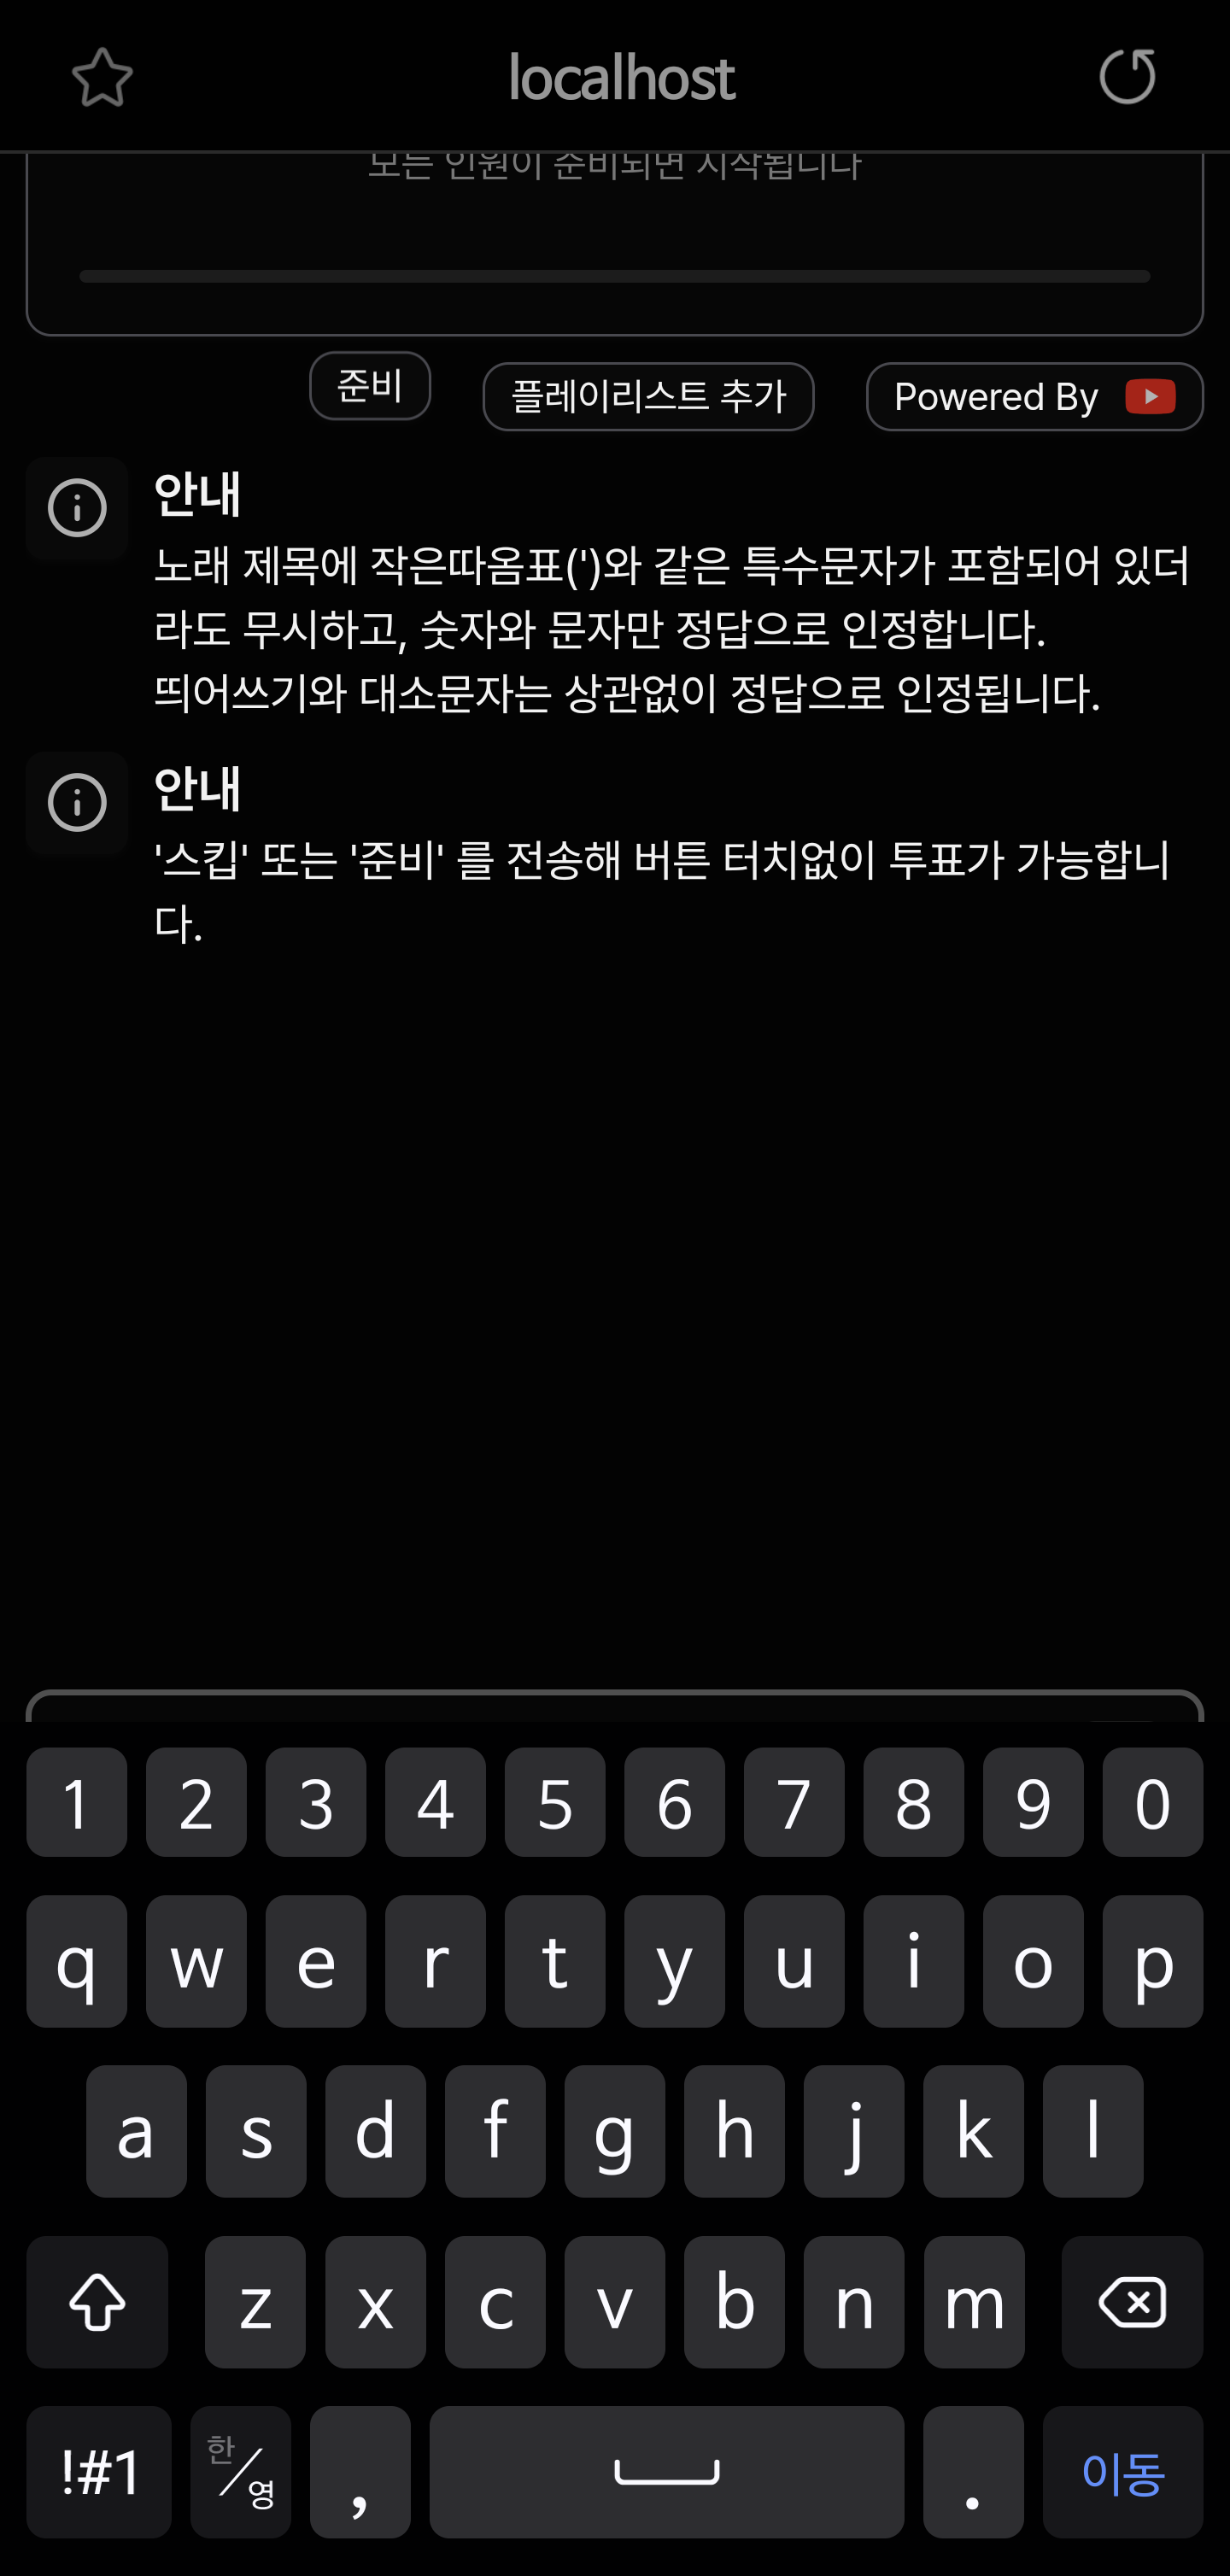 localhost
모든 인원이 준비되면 시작됩니다
준비
플레이리스트 추가
Powered By
안내
노래 제목에 작은따옴표(')와 같은 특수문자가 포함되어 있더
라도 무시하고, 숫자와 문자만 정답으로 인정합니다.
띄어쓰기와 대소문자는 상관없이 정답으로 인정됩니다.
안내
'스킵' 또는 '준비' 를 전송해 버튼 터치없이 투표가 가능합니
다.
1 2 3 4 5 6 7 8 9 0
q w e r t y u i o p
a s d f g h j k l
z x c v b n m
!#1 한/영 , . 이동